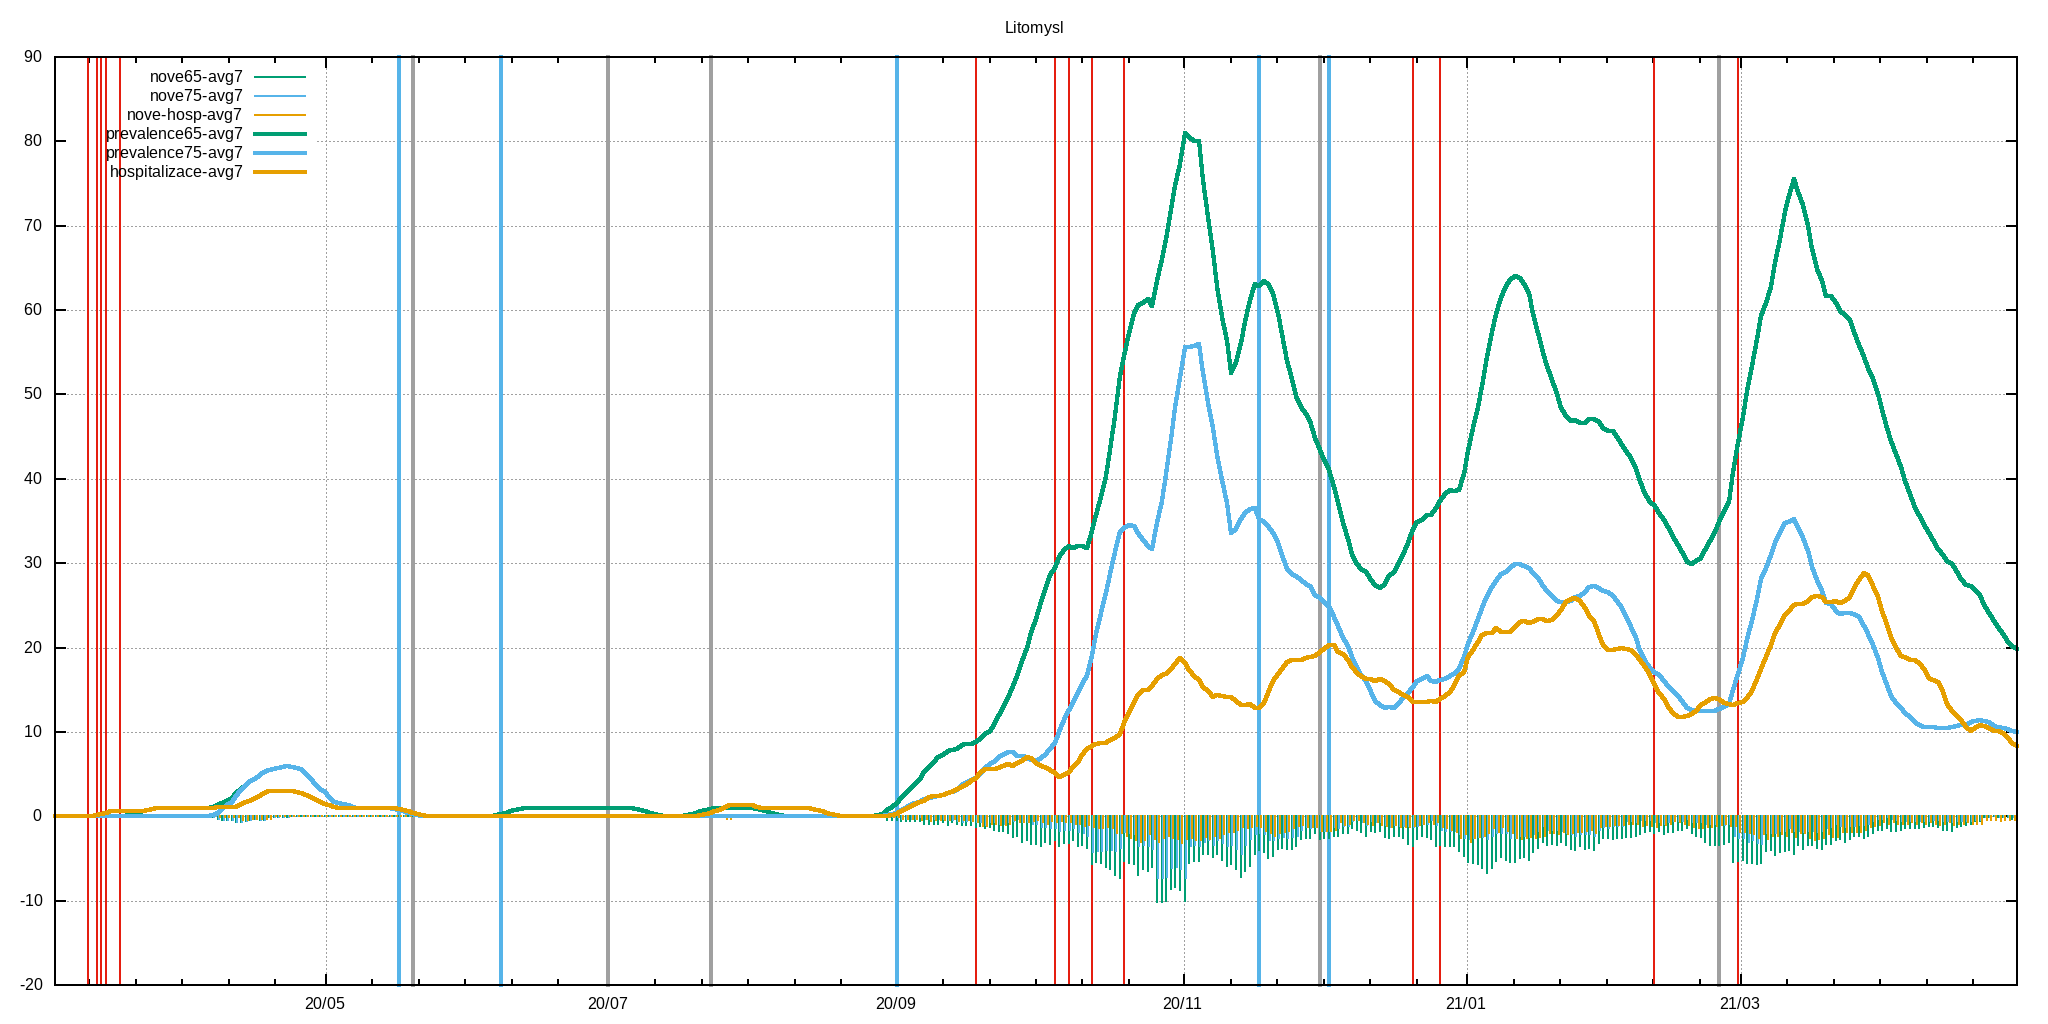 Litomysl
90
80
70
60
50
40
30
20
10
0
-10
-20
nove65-avg7
nove75-avg7
nove-hosp-avg7
prevalence65-avg7
prevalence75-avg7
hospitalizace-avg7
20/05 20/07 20/09 20/11 21/01 21/03